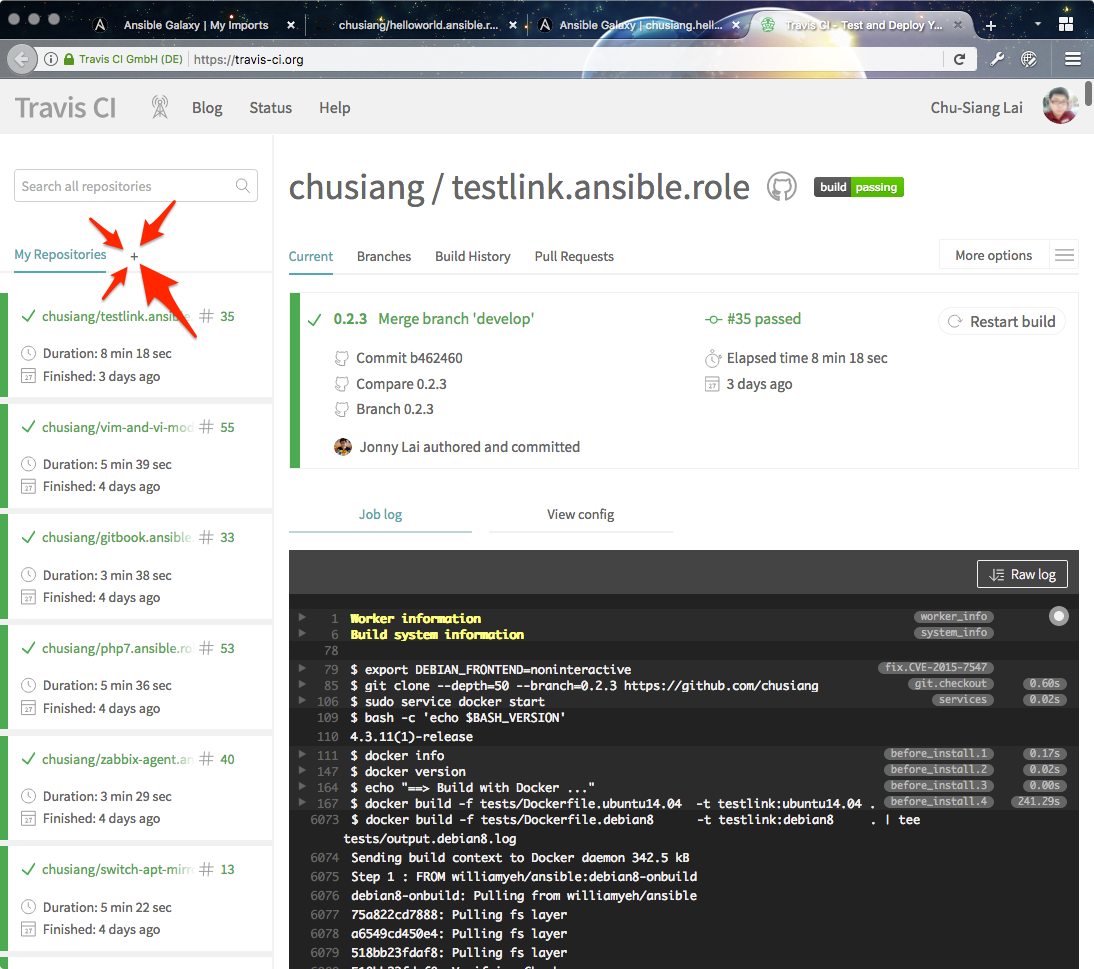 Ansible Galaxy | My Imports
chusiang/helloworld.ansible.r...
Ansible Galaxy | chusiang.hell...
Travis CI - Test and Deploy Y...
Travis CI GmbH (DE)
https://travis-ci.org
Travis CI
Blog
Status
Help
Chu-Siang Lai
Search all repositories
My Repositories +
chusiang/testlink.ansible # 35
Duration: 8 min 18 sec
Finished: 3 days ago
chusiang/vim-and-vi-mod # 55
Duration: 5 min 39 sec
Finished: 4 days ago
chusiang/gitbook.ansible. # 33
Duration: 3 min 38 sec
Finished: 4 days ago
chusiang/php7.ansible.rol # 53
Duration: 5 min 36 sec
Finished: 4 days ago
chusiang/zabbix-agent.an # 40
Duration: 3 min 29 sec
Finished: 4 days ago
chusiang/switch-apt-mirr # 13
Duration: 5 min 22 sec
Finished: 4 days ago
chusiang / testlink.ansible.role
build passing
Current
Branches
Build History
Pull Requests
More options
0.2.3 Merge branch 'develop'
Commit b462460
Compare 0.2.3
Branch 0.2.3
Jonny Lai authored and committed
#35 passed
Elapsed time 8 min 18 sec
3 days ago
Restart build
Job log
View config
Raw log
1 Worker information worker_info
6 Build system information system_info
78
79 $ export DEBIAN_FRONTEND=noninteractive fix.CVE-2015-7547
85 $ git clone --depth=50 --branch=0.2.3 https://github.com/chusiang git.checkout 0.60s
106 $ sudo service docker start services 0.02s
109 $ bash -c 'echo $BASH_VERSION'
110 4.3.11(1)-release
111 $ docker info before_install.1 0.17s
147 $ docker version before_install.2 0.02s
164 $ echo "==> Build with Docker ..." before_install.3 0.00s
167 $ docker build -f tests/Dockerfile.ubuntu14.04 -t testlink:ubuntu14.04 . before_install.4 241.29s
6073 $ docker build -f tests/Dockerfile.debian8 -t testlink:debian8 . | tee
tests/output.debian8.log
6074 Sending build context to Docker daemon 342.5 kB
6075 Step 1 : FROM williamyeh/ansible:debian8-onbuild
6076 debian8-onbuild: Pulling from williamyeh/ansible
6077 75a822cd7888: Pulling fs layer
6078 a6549cd450e4: Pulling fs layer
6079 518bb23fdaf8: Pulling fs layer